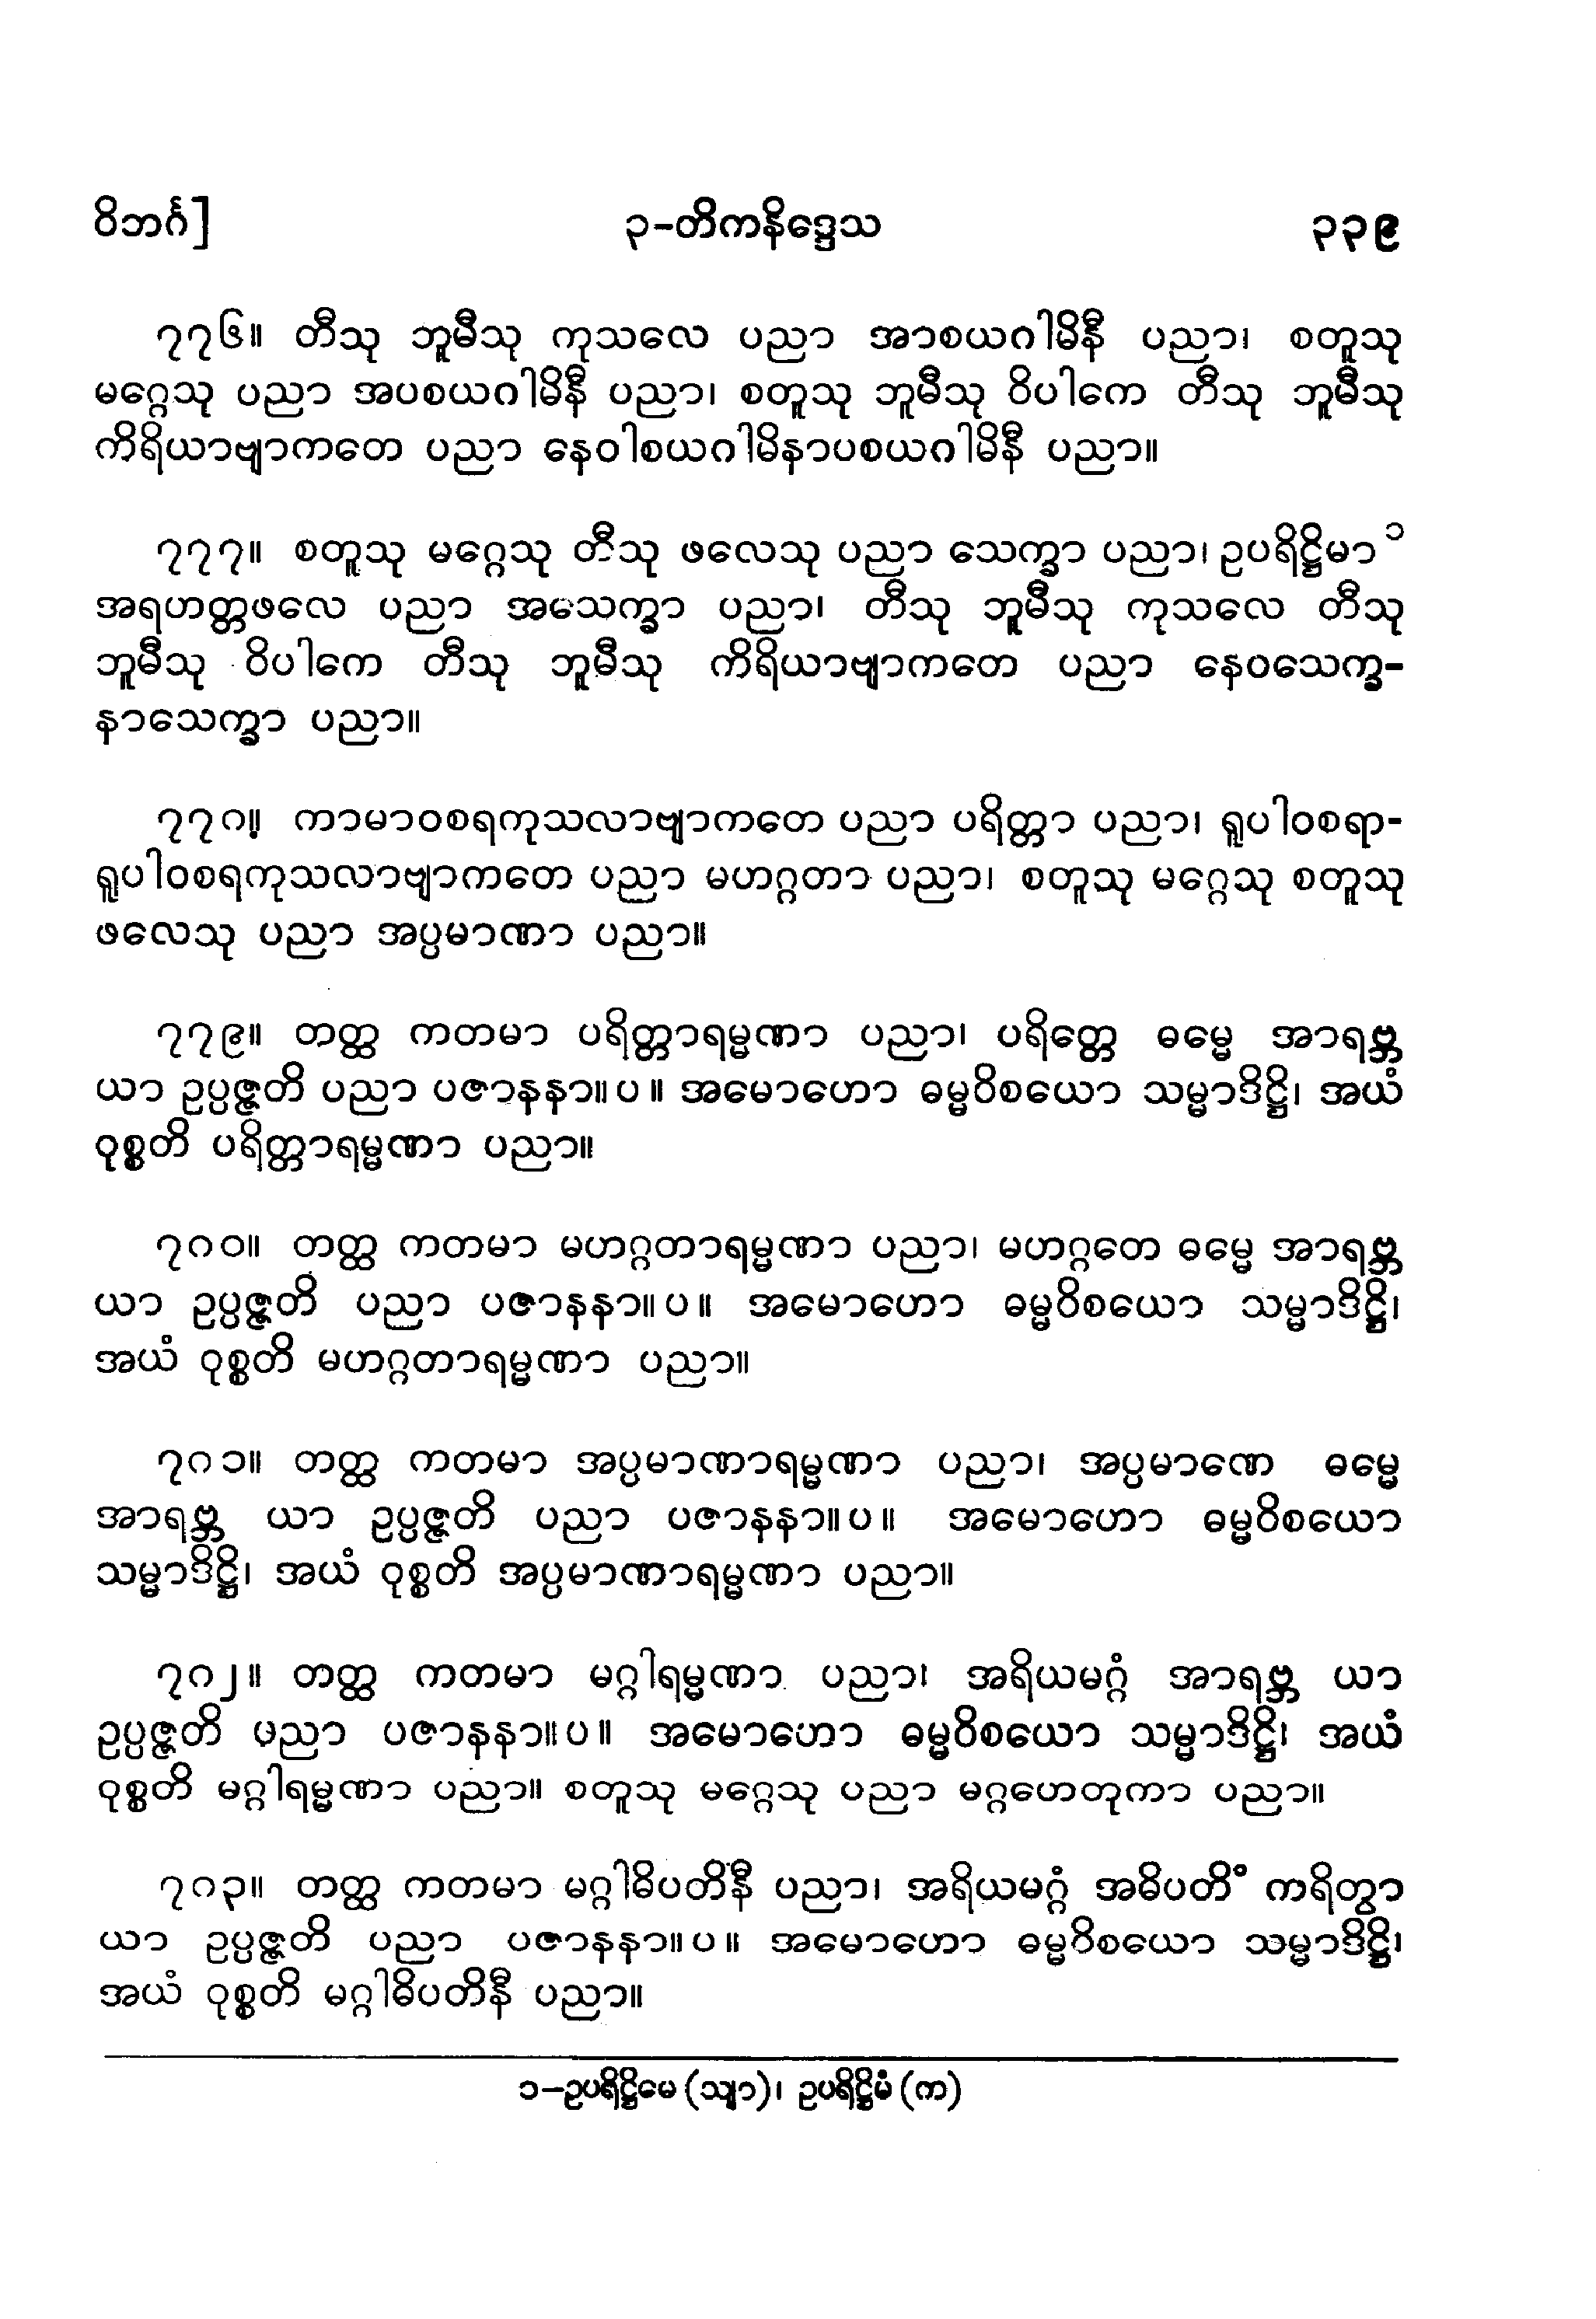 ဝိဘင်္ဂ] ၃-တိကနိဒ္ဒေသ ၃၃၉
၇၇၆။ တီသု ဘူမီသု ကုသလေ ပညာ အာစယဂါမိနီ ပညာ၊ စတူသု
မဂ္ဂေသု ပညာ အပစယဂါမိနီ ပညာ၊ စတူသု ဘူမီသု ဝိပါကေ တီသု ဘူမီသု
ကိရိယာဗျာကတေ ပညာ နေဝါစယဂါမိနာပစယဂါမိနီ ပညာ။
၇၇၇။ စတူသု မဂ္ဂေသု တီသု ဖလေသု ပညာ သေက္ခာ ပညာ၊ ဥပရိဋ္ဌိမာ ၁
အရဟတ္တဖလေ ပညာ အသေက္ခာ ပညာ၊ တီသု ဘူမီသု ကုသလေ တီသု
ဘူမီသု ဝိပါကေ တီသု ဘူမီသု ကိရိယာဗျာကတေ ပညာ နေဝသေက္ခ-
နာသေက္ခာ ပညာ။
၇၇၈။ ကာမာဝစရကုသလာဗျာကတေ ပညာ ပရိတ္တာ ပညာ၊ ရူပါဝစရာ-
ရူပါဝစရကုသလာဗျာကတေ ပညာ မဟဂ္ဂတာ ပညာ၊ စတူသု မဂ္ဂေသု စတူသု
ဖလေသု ပညာ အပ္ပမာဏာ ပညာ။
၇၇၉။ တတ္ထ ကတမာ ပရိတ္တာရမ္မဏာ ပညာ၊ ပရိတ္တေ ဓမ္မေ အာရဗ္ဘ
ယာ ဥပ္ပဇ္ဇတိ ပညာ ပဇာနနာ။ ပ။ အမောဟော ဓမ္မဝိစယော သမ္မာဒိဋ္ဌိ၊ အယံ
ဝုစ္စတိ ပရိတ္တာရမ္မဏာ ပညာ။
၇၈၀။ တတ္ထ ကတမာ မဟဂ္ဂတာရမ္မဏာ ပညာ၊ မဟဂ္ဂတေ ဓမ္မေ အာရဗ္ဘ
ယာ ဥပ္ပဇ္ဇတိ ပညာ ပဇာနနာ။ ပ။ အမောဟော ဓမ္မဝိစယော သမ္မာဒိဋ္ဌိ၊
အယံ ဝုစ္စတိ မဟဂ္ဂတာရမ္မဏာ ပညာ။
၇၈၁။ တတ္ထ ကတမာ အပ္ပမာဏာရမ္မဏာ ပညာ၊ အပ္ပမာဏေ ဓမ္မေ
အာရဗ္ဘ ယာ ဥပ္ပဇ္ဇတိ ပညာ ပဇာနနာ။ ပ။ အမောဟော ဓမ္မဝိစယော
သမ္မာဒိဋ္ဌိ၊ အယံ ဝုစ္စတိ အပ္ပမာဏာရမ္မဏာ ပညာ။
၇၈၂။ တတ္ထ ကတမာ မဂ္ဂါရမ္မဏာ ပညာ၊ အရိယမဂ္ဂံ အာရဗ္ဘ ယာ
ဥပ္ပဇ္ဇတိ ပညာ ပဇာနနာ။ ပ။ အမောဟော ဓမ္မဝိစယော သမ္မာဒိဋ္ဌိ၊ အယံ
ဝုစ္စတိ မဂ္ဂါရမ္မဏာ ပညာ။ စတူသု မဂ္ဂေသု ပညာ မဂ္ဂဟေတုကာ ပညာ။
၇၈၃။ တတ္ထ ကတမာ မဂ္ဂါဓိပတိနီ ပညာ၊ အရိယမဂ္ဂံ အဓိပတိံ ကရိတွာ
ယာ ဥပ္ပဇ္ဇတိ ပညာ ပဇာနနာ။ ပ။ အမောဟော ဓမ္မဝိစယော သမ္မာဒိဋ္ဌိ၊
အယံ ဝုစ္စတိ မဂ္ဂါဓိပတိနီ ပညာ။
၁-ဥပရိဋ္ဌိမေ (သျာ)၊ ဥပရိဋ္ဌိမံ (က)